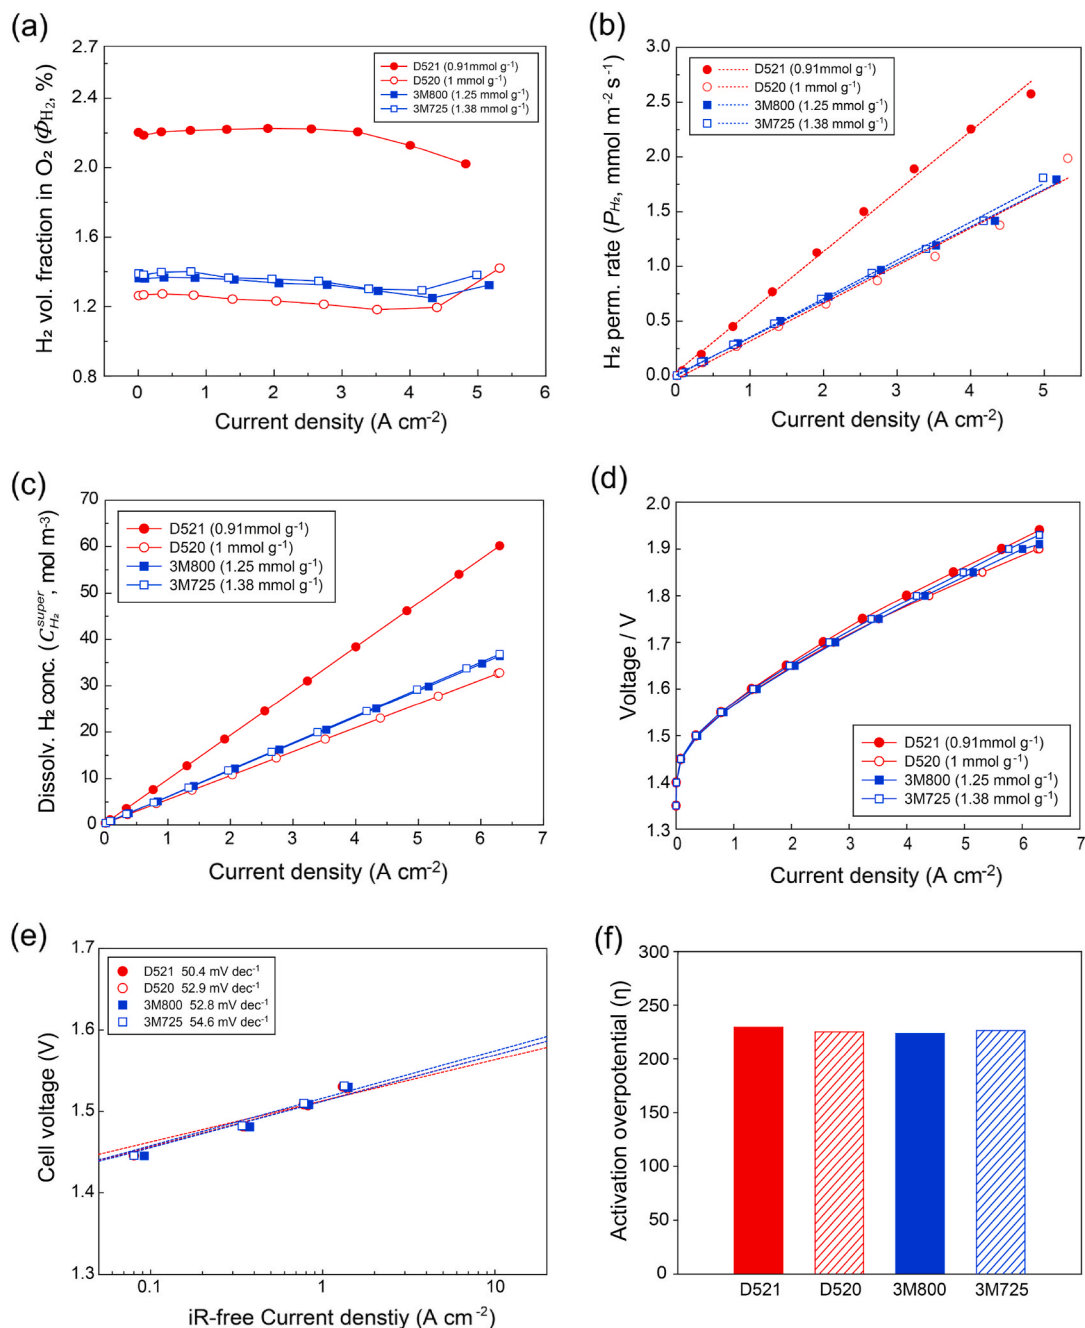 (a)
2.7
2.4
2.0
1.6
1.2
0.8
H₂ vol. fraction in O₂ (Φ_H₂, %)
D521 (0.91mmol g⁻¹)
D520 (1 mmol g⁻¹)
3M800 (1.25 mmol g⁻¹)
3M725 (1.38 mmol g⁻¹)
0 1 2 3 4 5 6
Current density (A cm⁻²)
(b)
3.0
2.5
2.0
1.5
1.0
0.5
0.0
H₂ perm. rate (P_H₂, mmol m⁻² s⁻¹)
D521 (0.91mmol g⁻¹)
D520 (1 mmol g⁻¹)
3M800 (1.25 mmol g⁻¹)
3M725 (1.38 mmol g⁻¹)
0 1 2 3 4 5
Current density (A cm⁻²)
(c)
70
60
50
40
30
20
10
0
Dissolv. H₂ conc. (C_H₂^super, mol m⁻³)
D521 (0.91mmol g⁻¹)
D520 (1 mmol g⁻¹)
3M800 (1.25 mmol g⁻¹)
3M725 (1.38 mmol g⁻¹)
0 1 2 3 4 5 6 7
Current density (A cm⁻²)
(d)
2.0
1.9
1.8
1.7
1.6
1.5
1.4
1.3
Voltage / V
D521 (0.91mmol g⁻¹)
D520 (1 mmol g⁻¹)
3M800 (1.25 mmol g⁻¹)
3M725 (1.38 mmol g⁻¹)
0 1 2 3 4 5 6 7
Current density (A cm⁻²)
(e)
1.7
1.6
1.5
1.4
1.3
Cell voltage (V)
D521 50.4 mV dec⁻¹
D520 52.9 mV dec⁻¹
3M800 52.8 mV dec⁻¹
3M725 54.6 mV dec⁻¹
0.1 1 10
iR-free Current denstiy (A cm⁻²)
(f)
300
250
200
150
100
50
0
Activation overpotential (η)
D521 D520 3M800 3M725